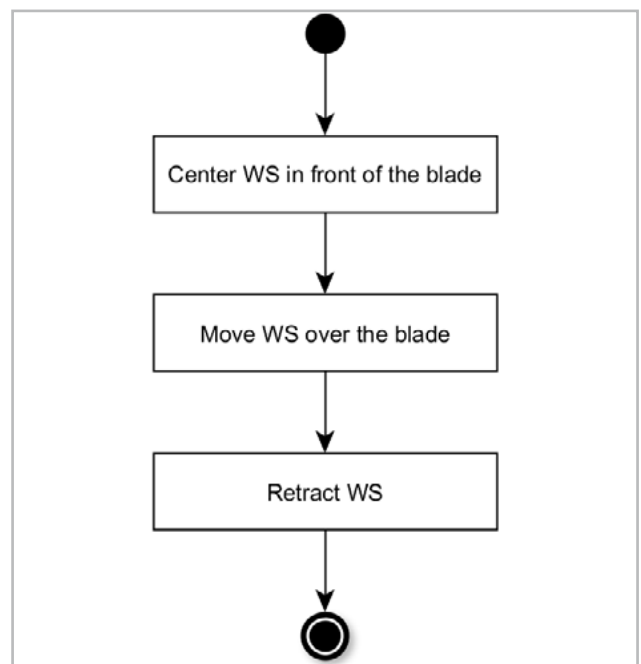 Center WS in front of the blade
Move WS over the blade
Retract WS